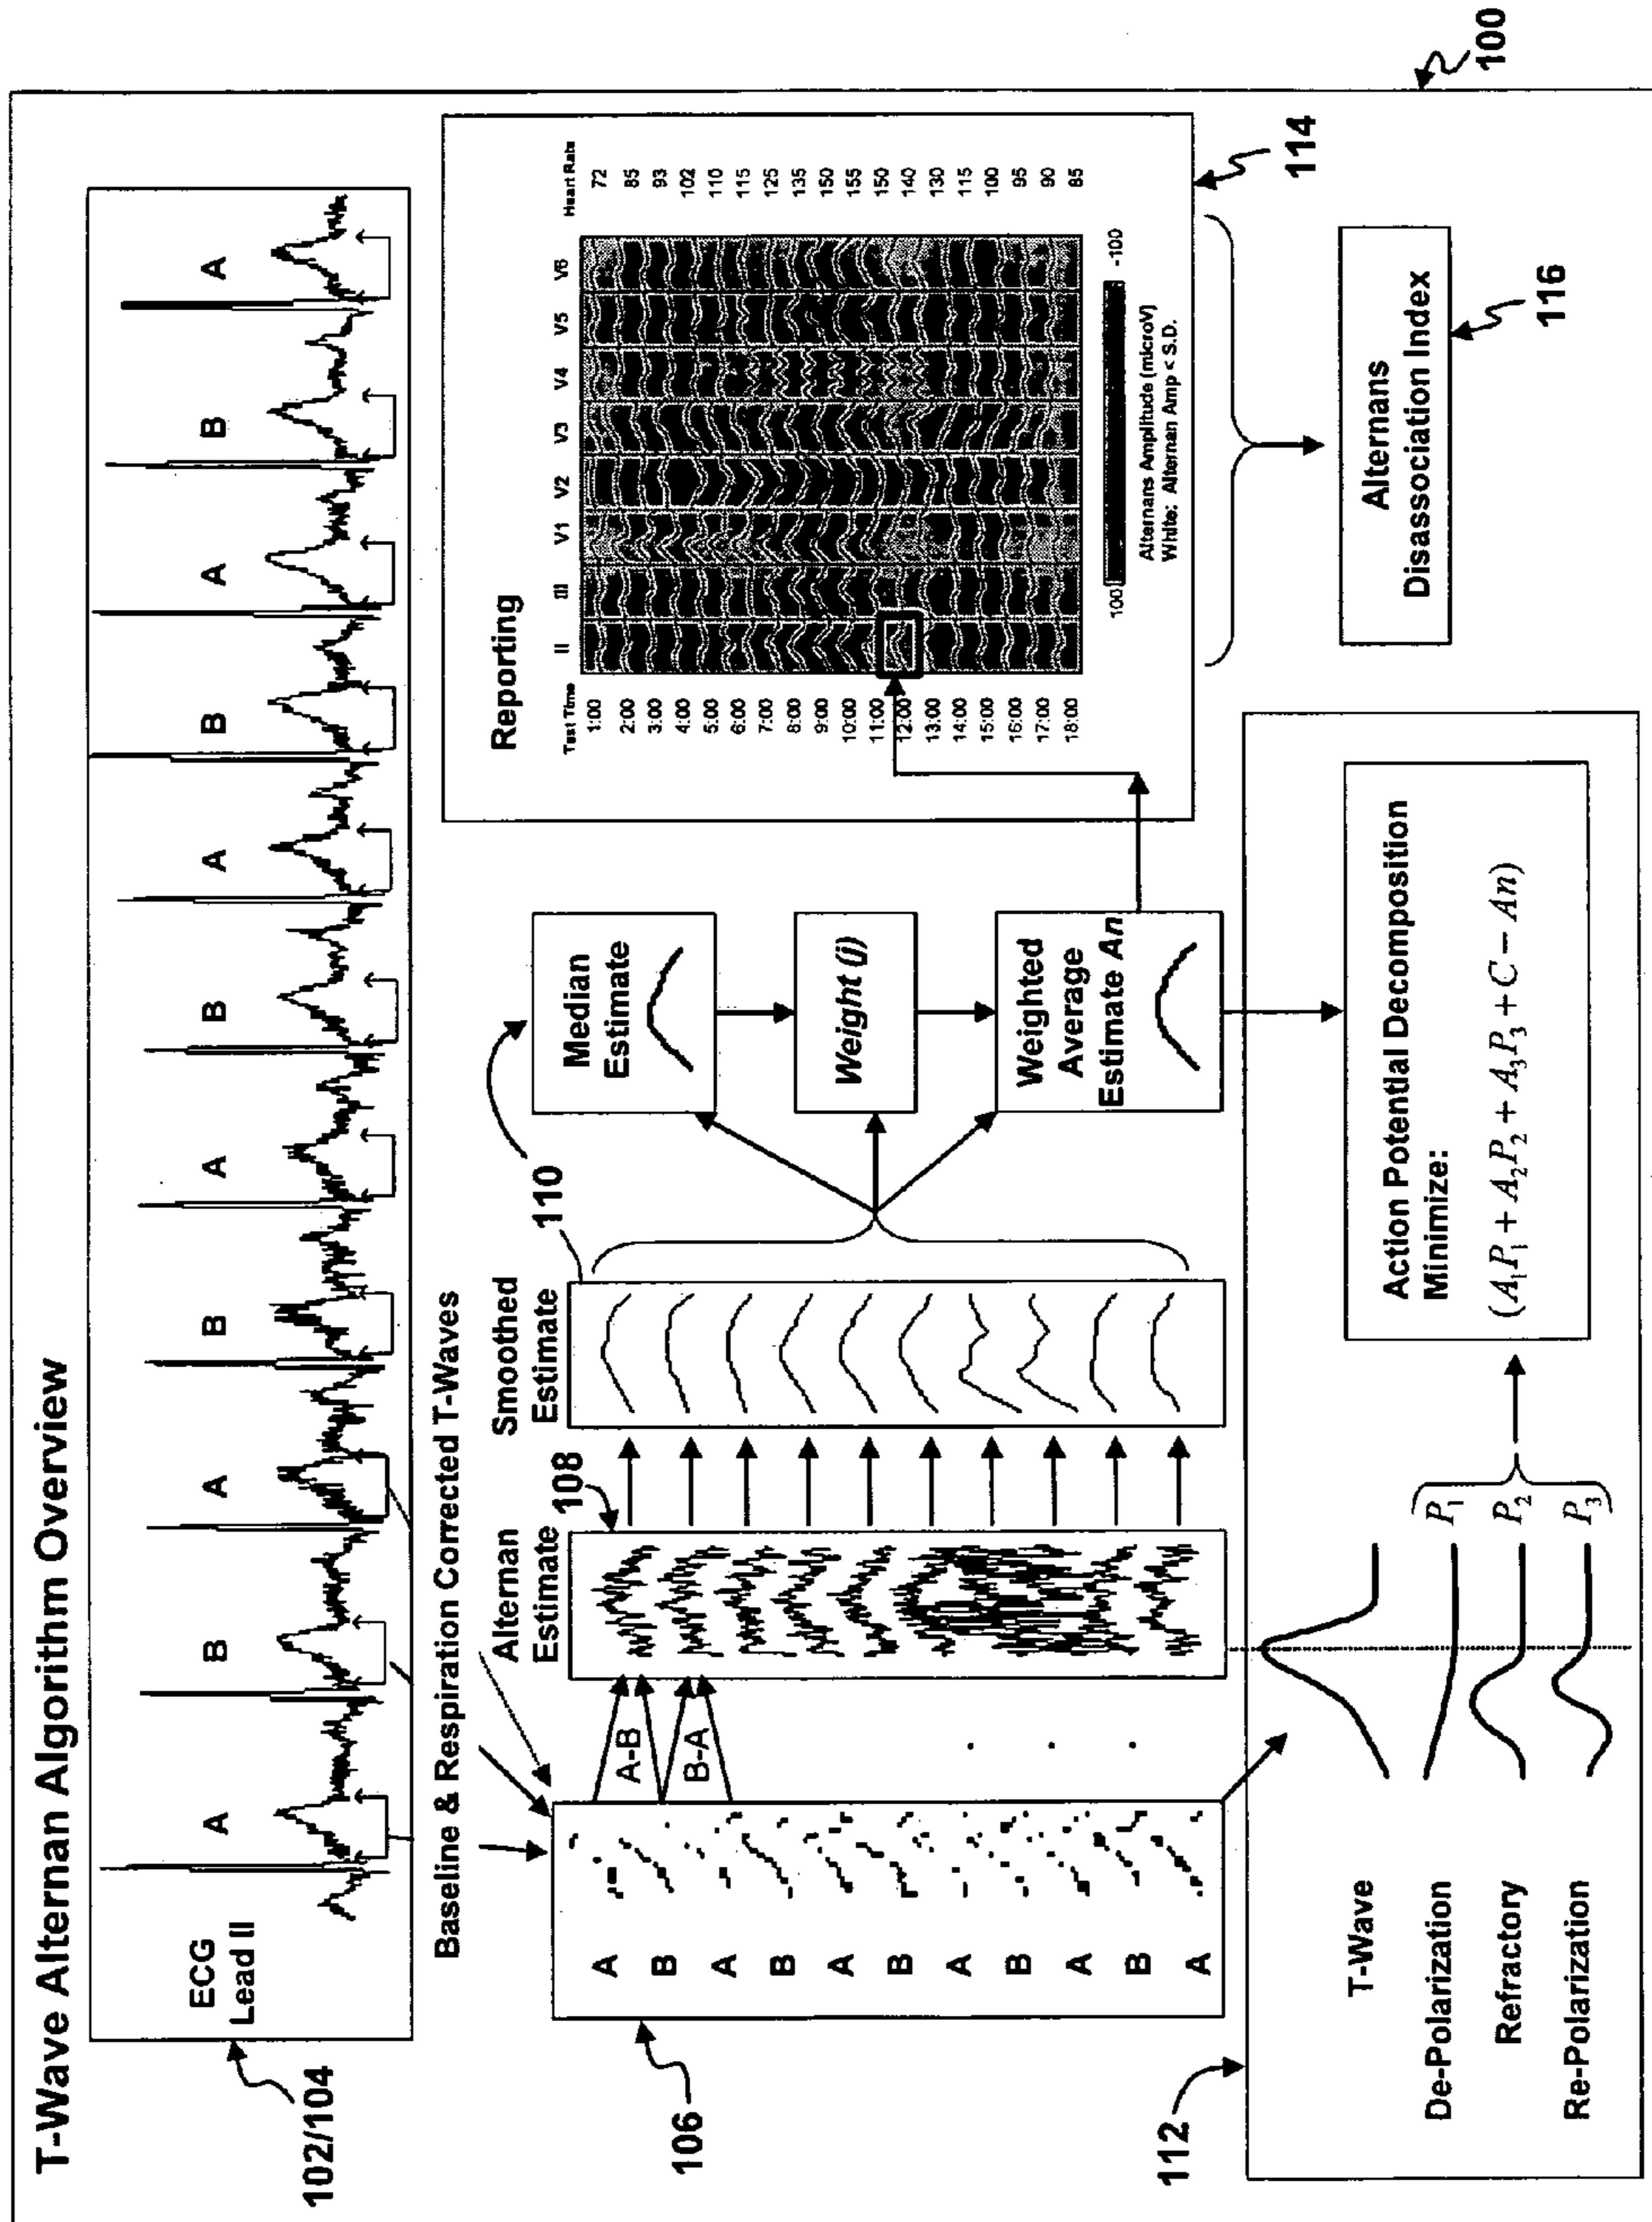 T-Wave Alternan Algorithm Overview
102/104
ECG
Lead II
A
B
A
B
A
B
A
B
A
B
A
Baseline & Respiration Corrected T-Waves
106
A
B
A
B
A
B
A
B
A
B
A
A-B
B-A
Alternan
Estimate
108
Smoothed
Estimate
110
Median
Estimate
Weight (j)
Weighted
Average
Estimate An
Reporting
Test Time
II
III
V1
V2
V3
V4
V5
V6
Heart Rate
1:00
72
2:00
85
3:00
93
4:00
102
5:00
110
6:00
115
7:00
125
8:00
135
9:00
150
10:00
155
11:00
150
12:00
140
13:00
130
14:00
115
15:00
100
16:00
95
17:00
90
18:00
85
100
-100
Alternans Amplitude (microV)
White: Alternan Amp < S.D.
114
112
T-Wave
De-Polarization
P1
Refractory
P2
Re-Polarization
P3
Action Potential Decomposition
Minimize:
(A1P1 + A2P2 + A3P3 + C − An)
Alternans
Disassociation Index
116
100